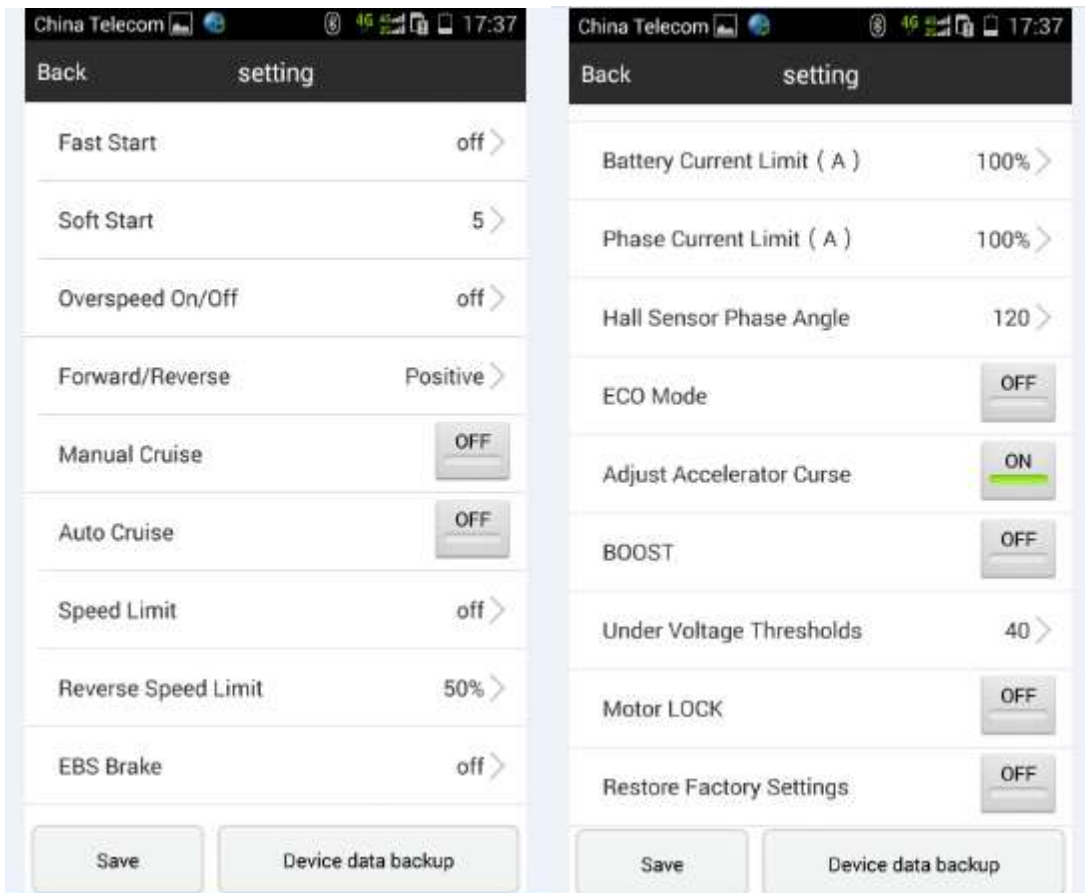 China Telecom 4G 17:37
Back setting
Fast Start off
Soft Start 5
Overspeed On/Off off
Forward/Reverse Positive
Manual Cruise OFF
Auto Cruise OFF
Speed Limit off
Reverse Speed Limit 50%
EBS Brake off
Save Device data backup
China Telecom 4G 17:37
Back setting
Battery Current Limit ( A ) 100%
Phase Current Limit ( A ) 100%
Hall Sensor Phase Angle 120
ECO Mode OFF
Adjust Accelerator Curse ON
BOOST OFF
Under Voltage Thresholds 40
Motor LOCK OFF
Restore Factory Settings OFF
Save Device data backup